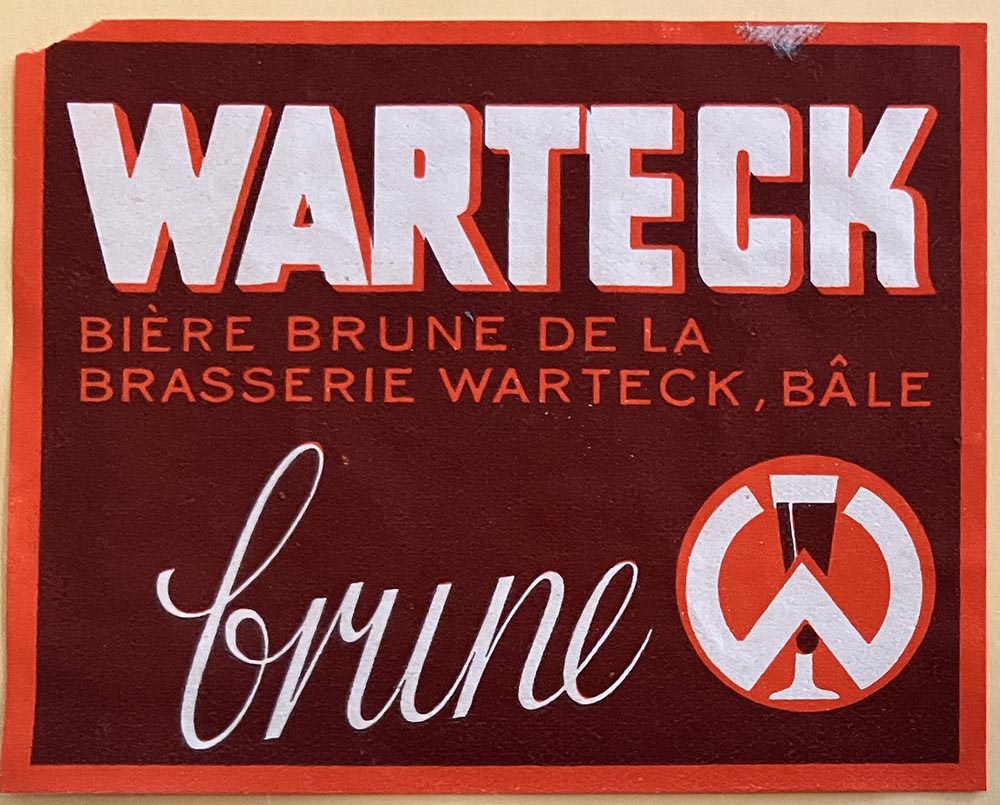 WARTECK
BIÈRE BRUNE DE LA
BRASSERIE WARTECK, BÂLE
brune
W